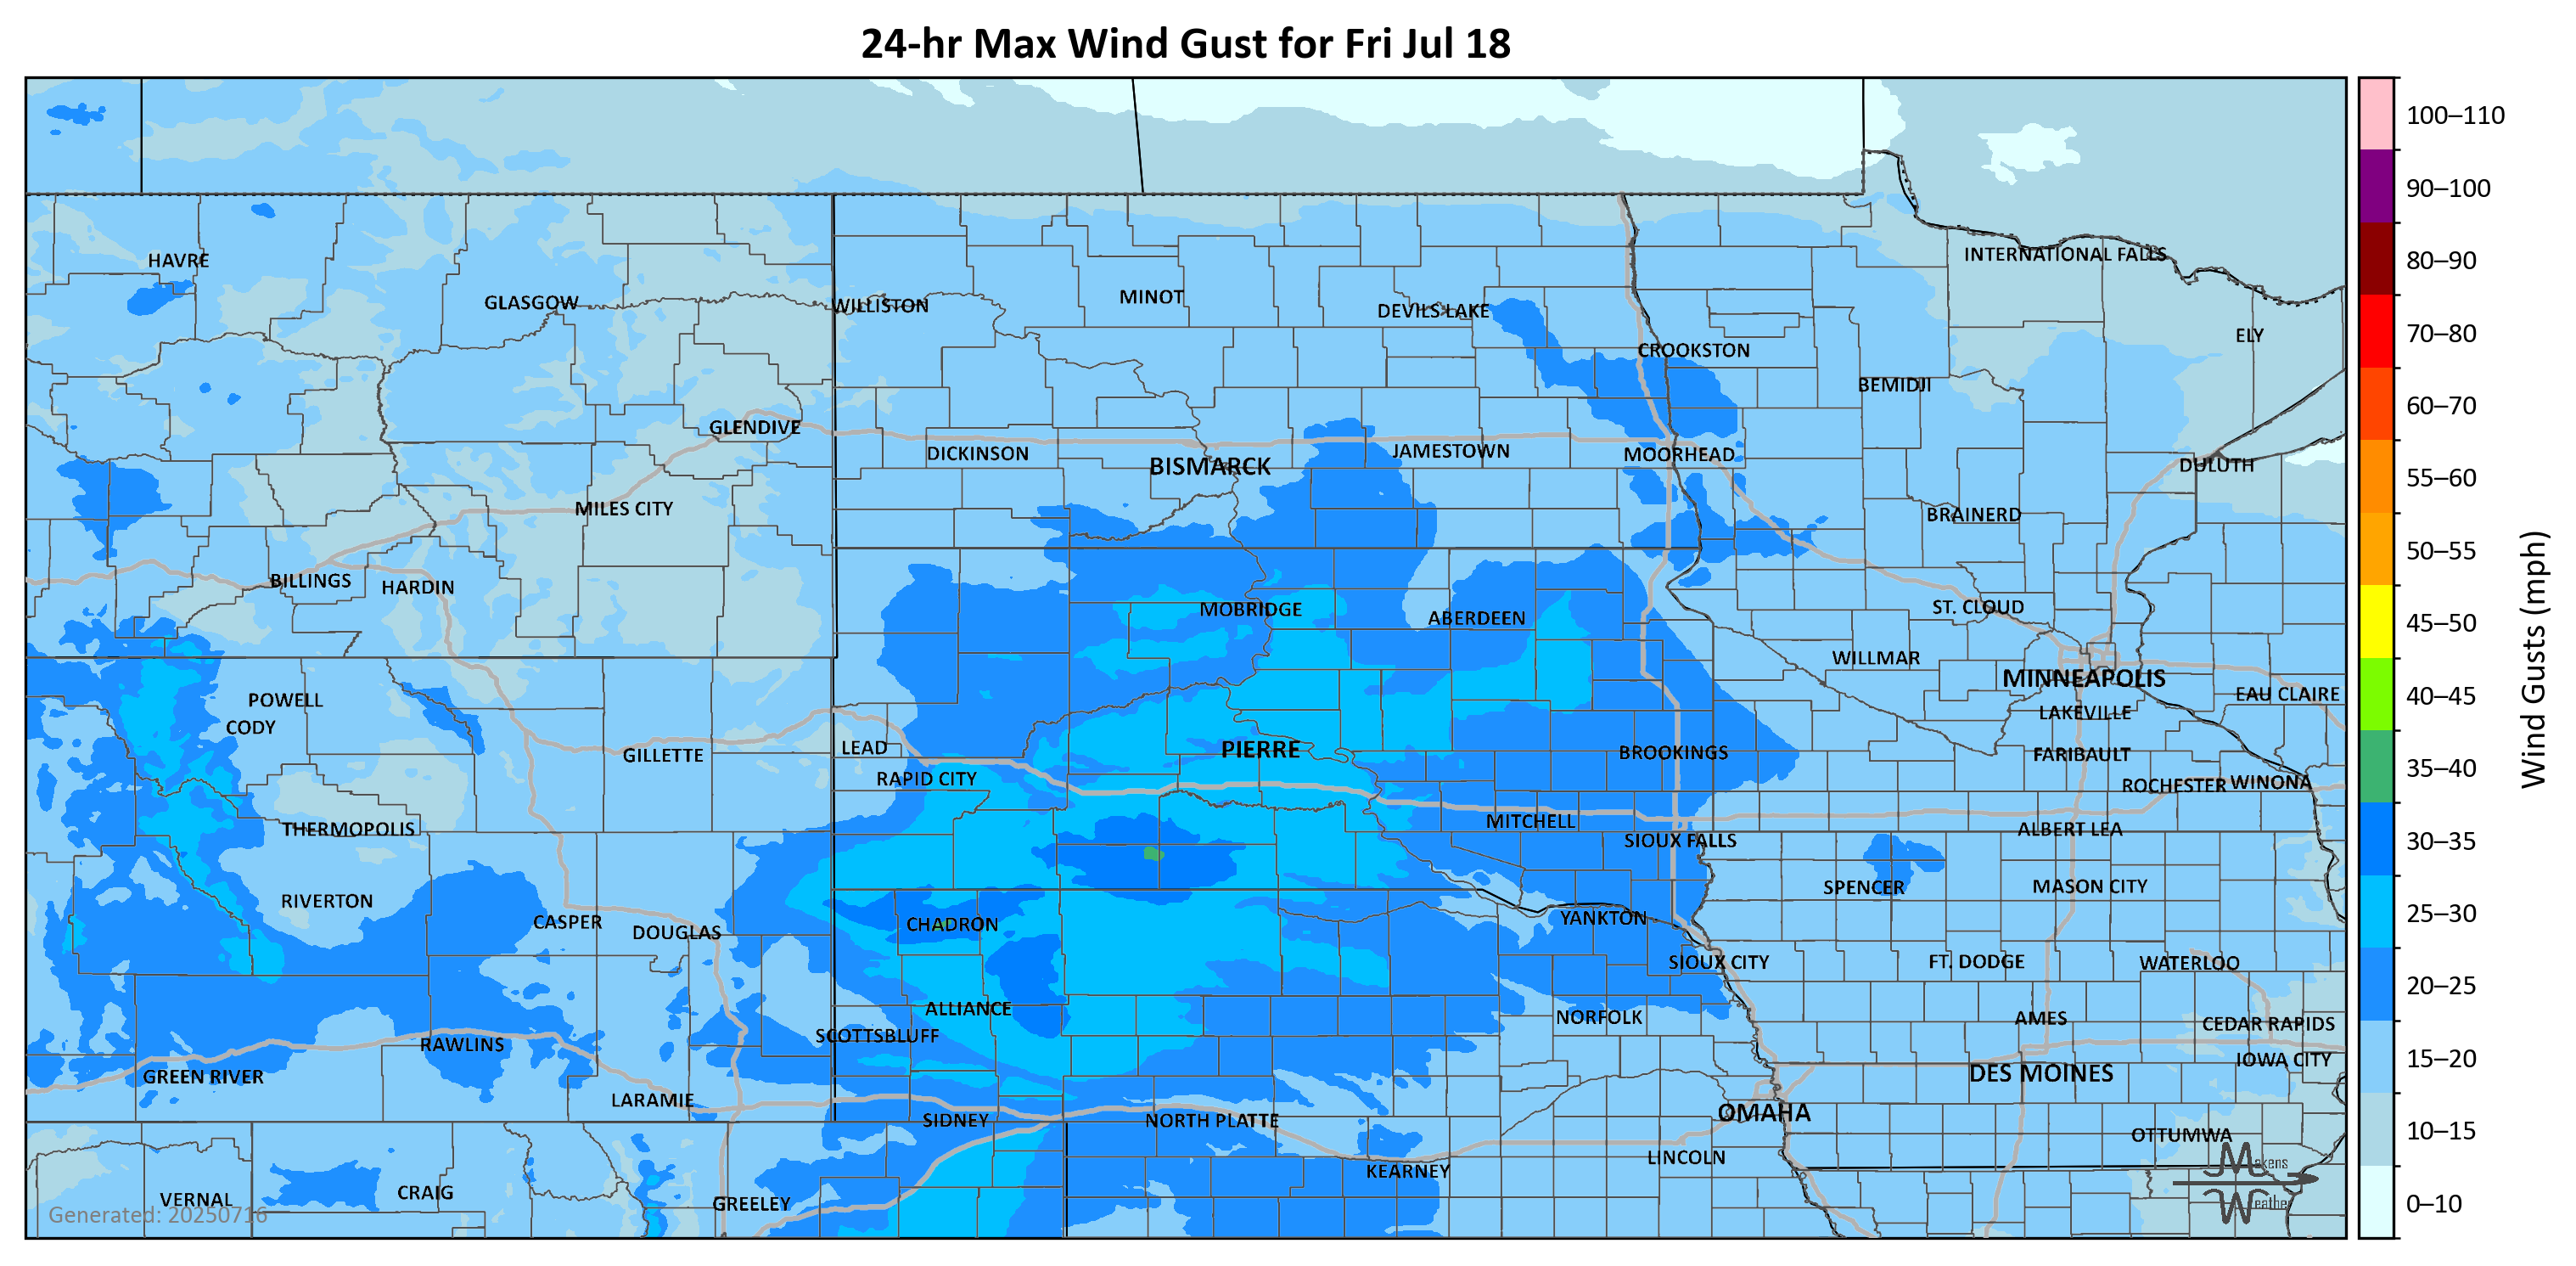 24-hr Max Wind Gust for Fri Jul 18
100–110
90–100
80–90
70–80
60–70
55–60
50–55
45–50
40–45
35–40
30–35
25–30
20–25
15–20
10–15
0–10
Wind Gusts (mph)
HAVRE
GLASGOW
WILLISTON
MINOT
DEVILS LAKE
INTERNATIONAL FALLS
ELY
CROOKSTON
BEMIDJI
GLENDIVE
DICKINSON
BISMARCK
JAMESTOWN
MOORHEAD
DULUTH
MILES CITY
BRAINERD
BILLINGS
HARDIN
MOBRIDGE
ABERDEEN
ST. CLOUD
WILLMAR
MINNEAPOLIS
EAU CLAIRE
POWELL
CODY
LAKEVILLE
GILLETTE
LEAD
PIERRE
BROOKINGS
FARIBAULT
RAPID CITY
ROCHESTER
WINONA
THERMOPOLIS
MITCHELL
SIOUX FALLS
ALBERT LEA
RIVERTON
SPENCER
MASON CITY
CASPER
DOUGLAS
CHADRON
YANKTON
SIOUX CITY
FT. DODGE
WATERLOO
ALLIANCE
NORFOLK
AMES
CEDAR RAPIDS
SCOTTSBLUFF
RAWLINS
IOWA CITY
GREEN RIVER
DES MOINES
LARAMIE
SIDNEY
NORTH PLATTE
OMAHA
OTTUMWA
KEARNEY
LINCOLN
VERNAL
CRAIG
GREELEY
Generated: 20250716
Makens
Weather